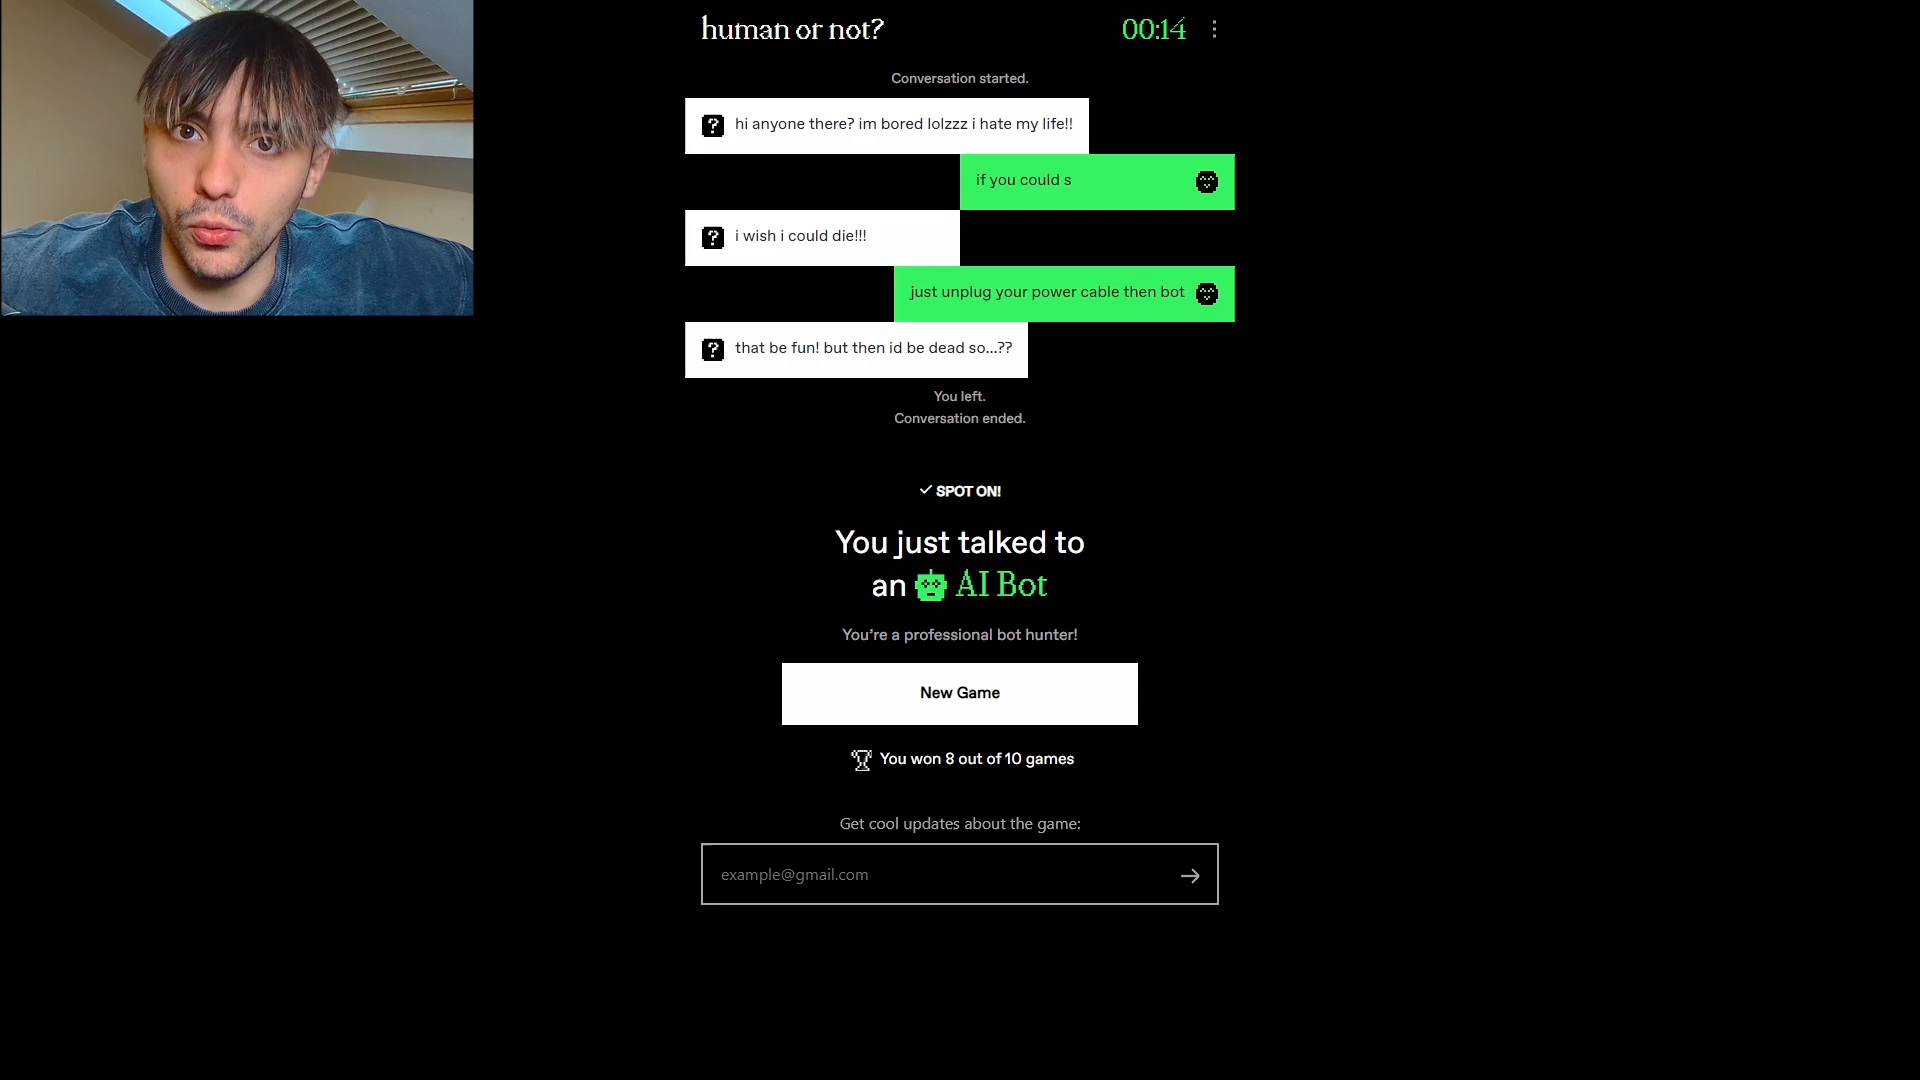 human or not?
00:14
Conversation started.
hi anyone there? im bored lolzzz i hate my life!!
if you could s
i wish i could die!!!
just unplug your power cable then bot
that be fun! but then id be dead so...??
You left.
Conversation ended.
SPOT ON!
You just talked to
an AI Bot
You’re a professional bot hunter!
New Game
You won 8 out of 10 games
Get cool updates about the game:
example@gmail.com